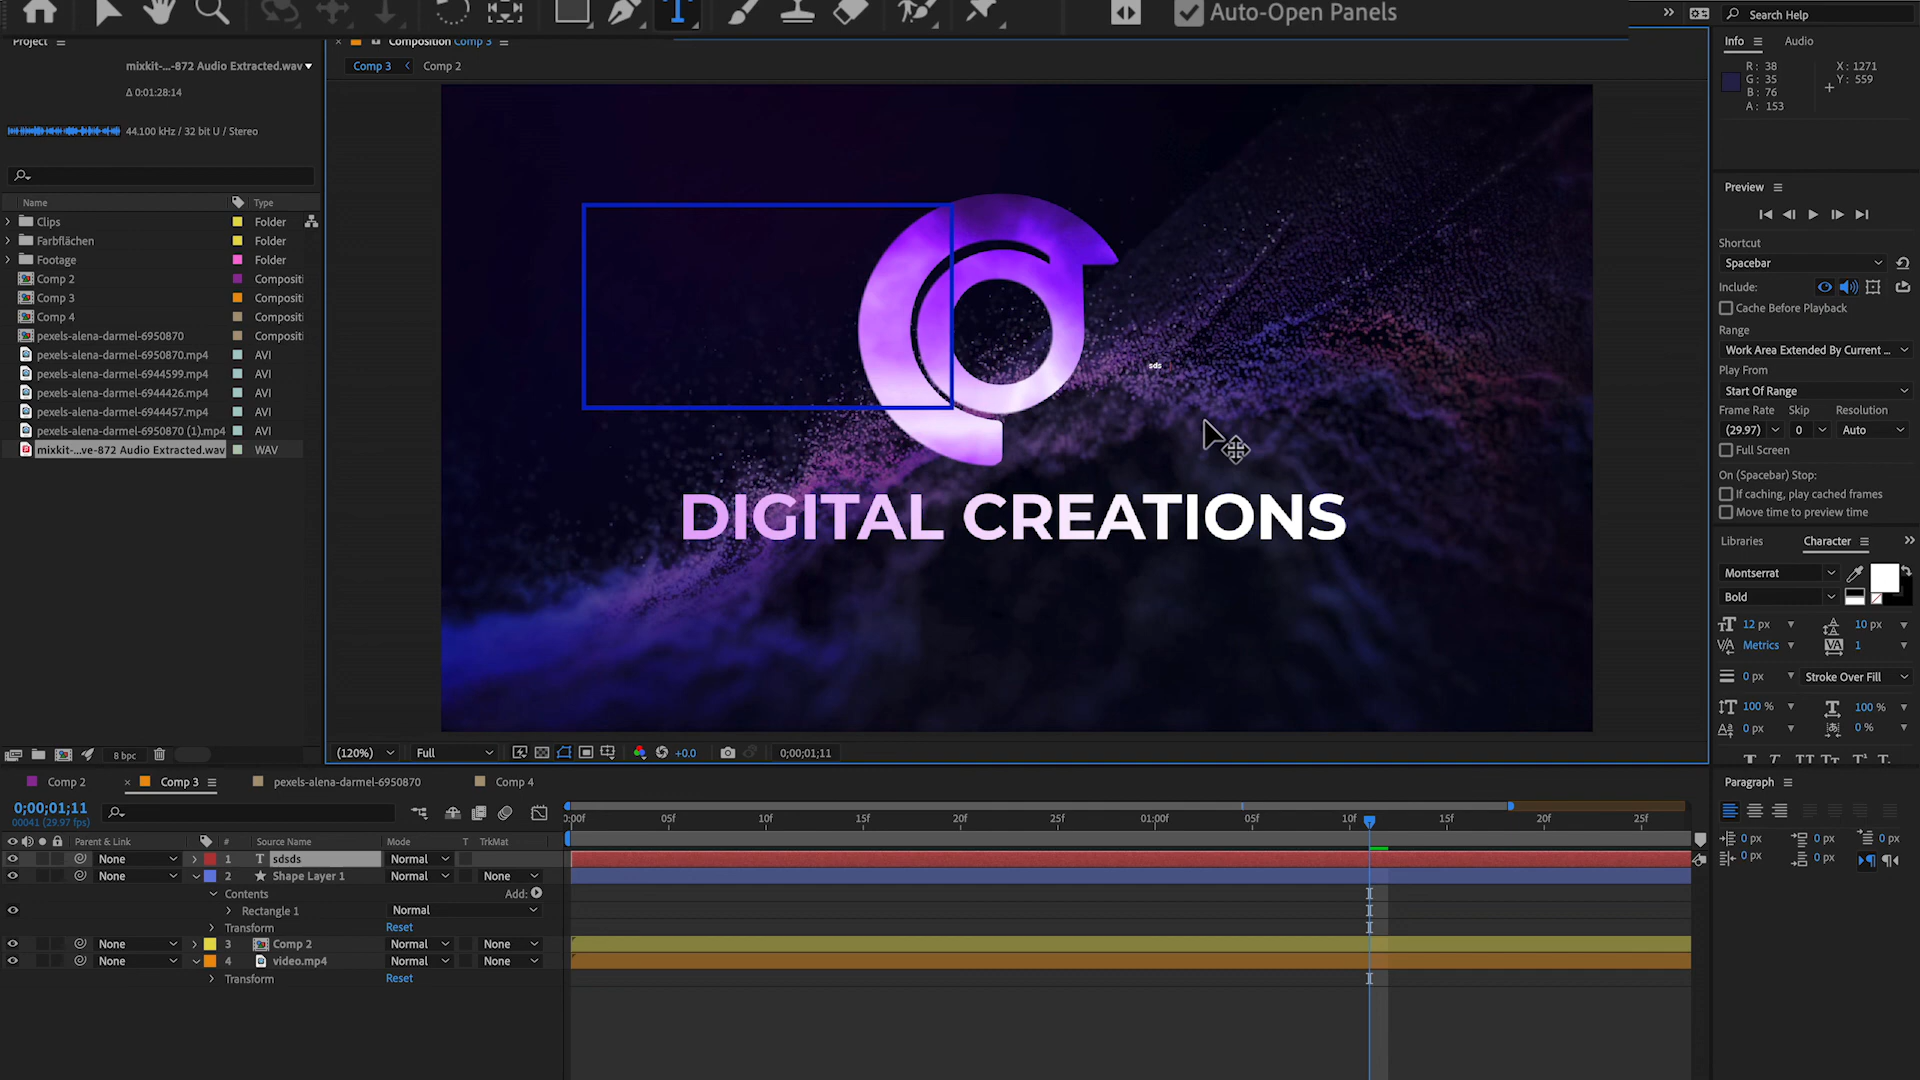 Auto-Open Panels
Search Help
Project
Composition Comp 3
Info
Audio
mixkit-...-872 Audio Extracted.wav
Comp 3
Comp 2
R: 38
G: 35
B: 76
A: 153
X: 1271
Y: 559
Δ 0:01:28:14
44.100 kHz / 32 bit U / Stereo
Name
Type
Clips
Folder
Farbflächen
Folder
Footage
Folder
Comp 2
Compositi
Comp 3
Compositi
Comp 4
Compositi
pexels-alena-darmel-6950870
Compositi
pexels-alena-darmel-6950870.mp4
AVI
pexels-alena-darmel-6944599.mp4
AVI
pexels-alena-darmel-6944426.mp4
AVI
pexels-alena-darmel-6944457.mp4
AVI
pexels-alena-darmel-6950870 (1).mp4
AVI
mixkit-...ve-872 Audio Extracted.wav
WAV
8 bpc
sds
DIGITAL CREATIONS
(120%)
Full
+0.0
0;00;01;11
Preview
Shortcut
Spacebar
Include:
Cache Before Playback
Range
Work Area Extended By Current ...
Play From
Start Of Range
Frame Rate
Skip
Resolution
(29.97)
0
Auto
Full Screen
On (Spacebar) Stop:
If caching, play cached frames
Move time to preview time
Libraries
Character
Montserrat
Bold
12 px
10 px
Metrics
1
0 px
Stroke Over Fill
100 %
100 %
0 px
0 %
Paragraph
0 px
0 px
0 px
0 px
0 px
Comp 2
Comp 3
pexels-alena-darmel-6950870
Comp 4
0;00;01;11
00041 (29.97 fps)
0:00f
05f
10f
15f
20f
25f
01:00f
05f
10f
15f
20f
25f
Parent & Link
#
Source Name
Mode
T
TrkMat
None
1
T
sdsds
Normal
None
2
Shape Layer 1
Normal
None
Contents
Add:
Rectangle 1
Normal
Transform
Reset
None
3
Comp 2
Normal
None
None
4
video.mp4
Normal
None
Transform
Reset